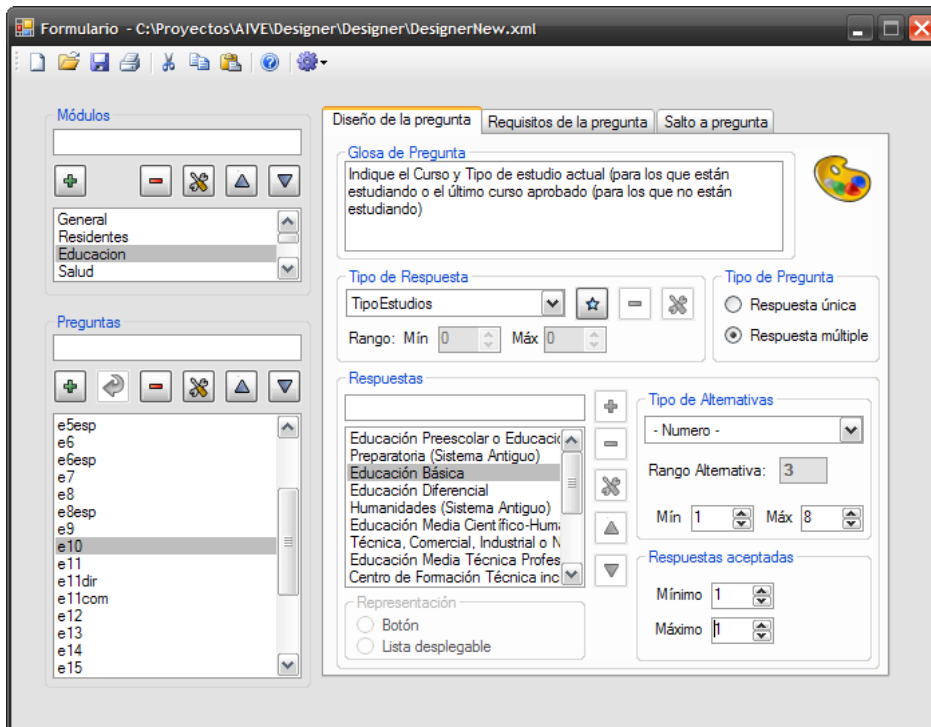 Formulario - C:\Proyectos\AIVE\Designer\Designer\DesignerNew.xml
Módulos
General
Residentes
Educacion
Salud
Preguntas
e5esp
e6
e6esp
e7
e8
e8esp
e9
e10
e11
e11dir
e11com
e12
e13
e14
e15
Diseño de la pregunta
Requisitos de la pregunta
Salto a pregunta
Glosa de Pregunta
Indique el Curso y Tipo de estudio actual (para los que están
estudiando o el último curso aprobado (para los que no están
estudiando)
Tipo de Respuesta
TipoEstudios
Rango: Mín 0 Máx 0
Tipo de Pregunta
Respuesta única
Respuesta múltiple
Respuestas
Educación Preescolar o Educació
Preparatoria (Sistema Antiguo)
Educación Básica
Educación Diferencial
Humanidades (Sistema Antiguo)
Educación Media Científico-Huma
Técnica, Comercial, Industrial o N
Educación Media Técnica Profes
Centro de Formación Técnica inc
Representación
Botón
Lista desplegable
Tipo de Alternativas
- Numero -
Rango Alternativa: 3
Mín 1 Máx 8
Respuestas aceptadas
Mínimo 1
Máximo 1